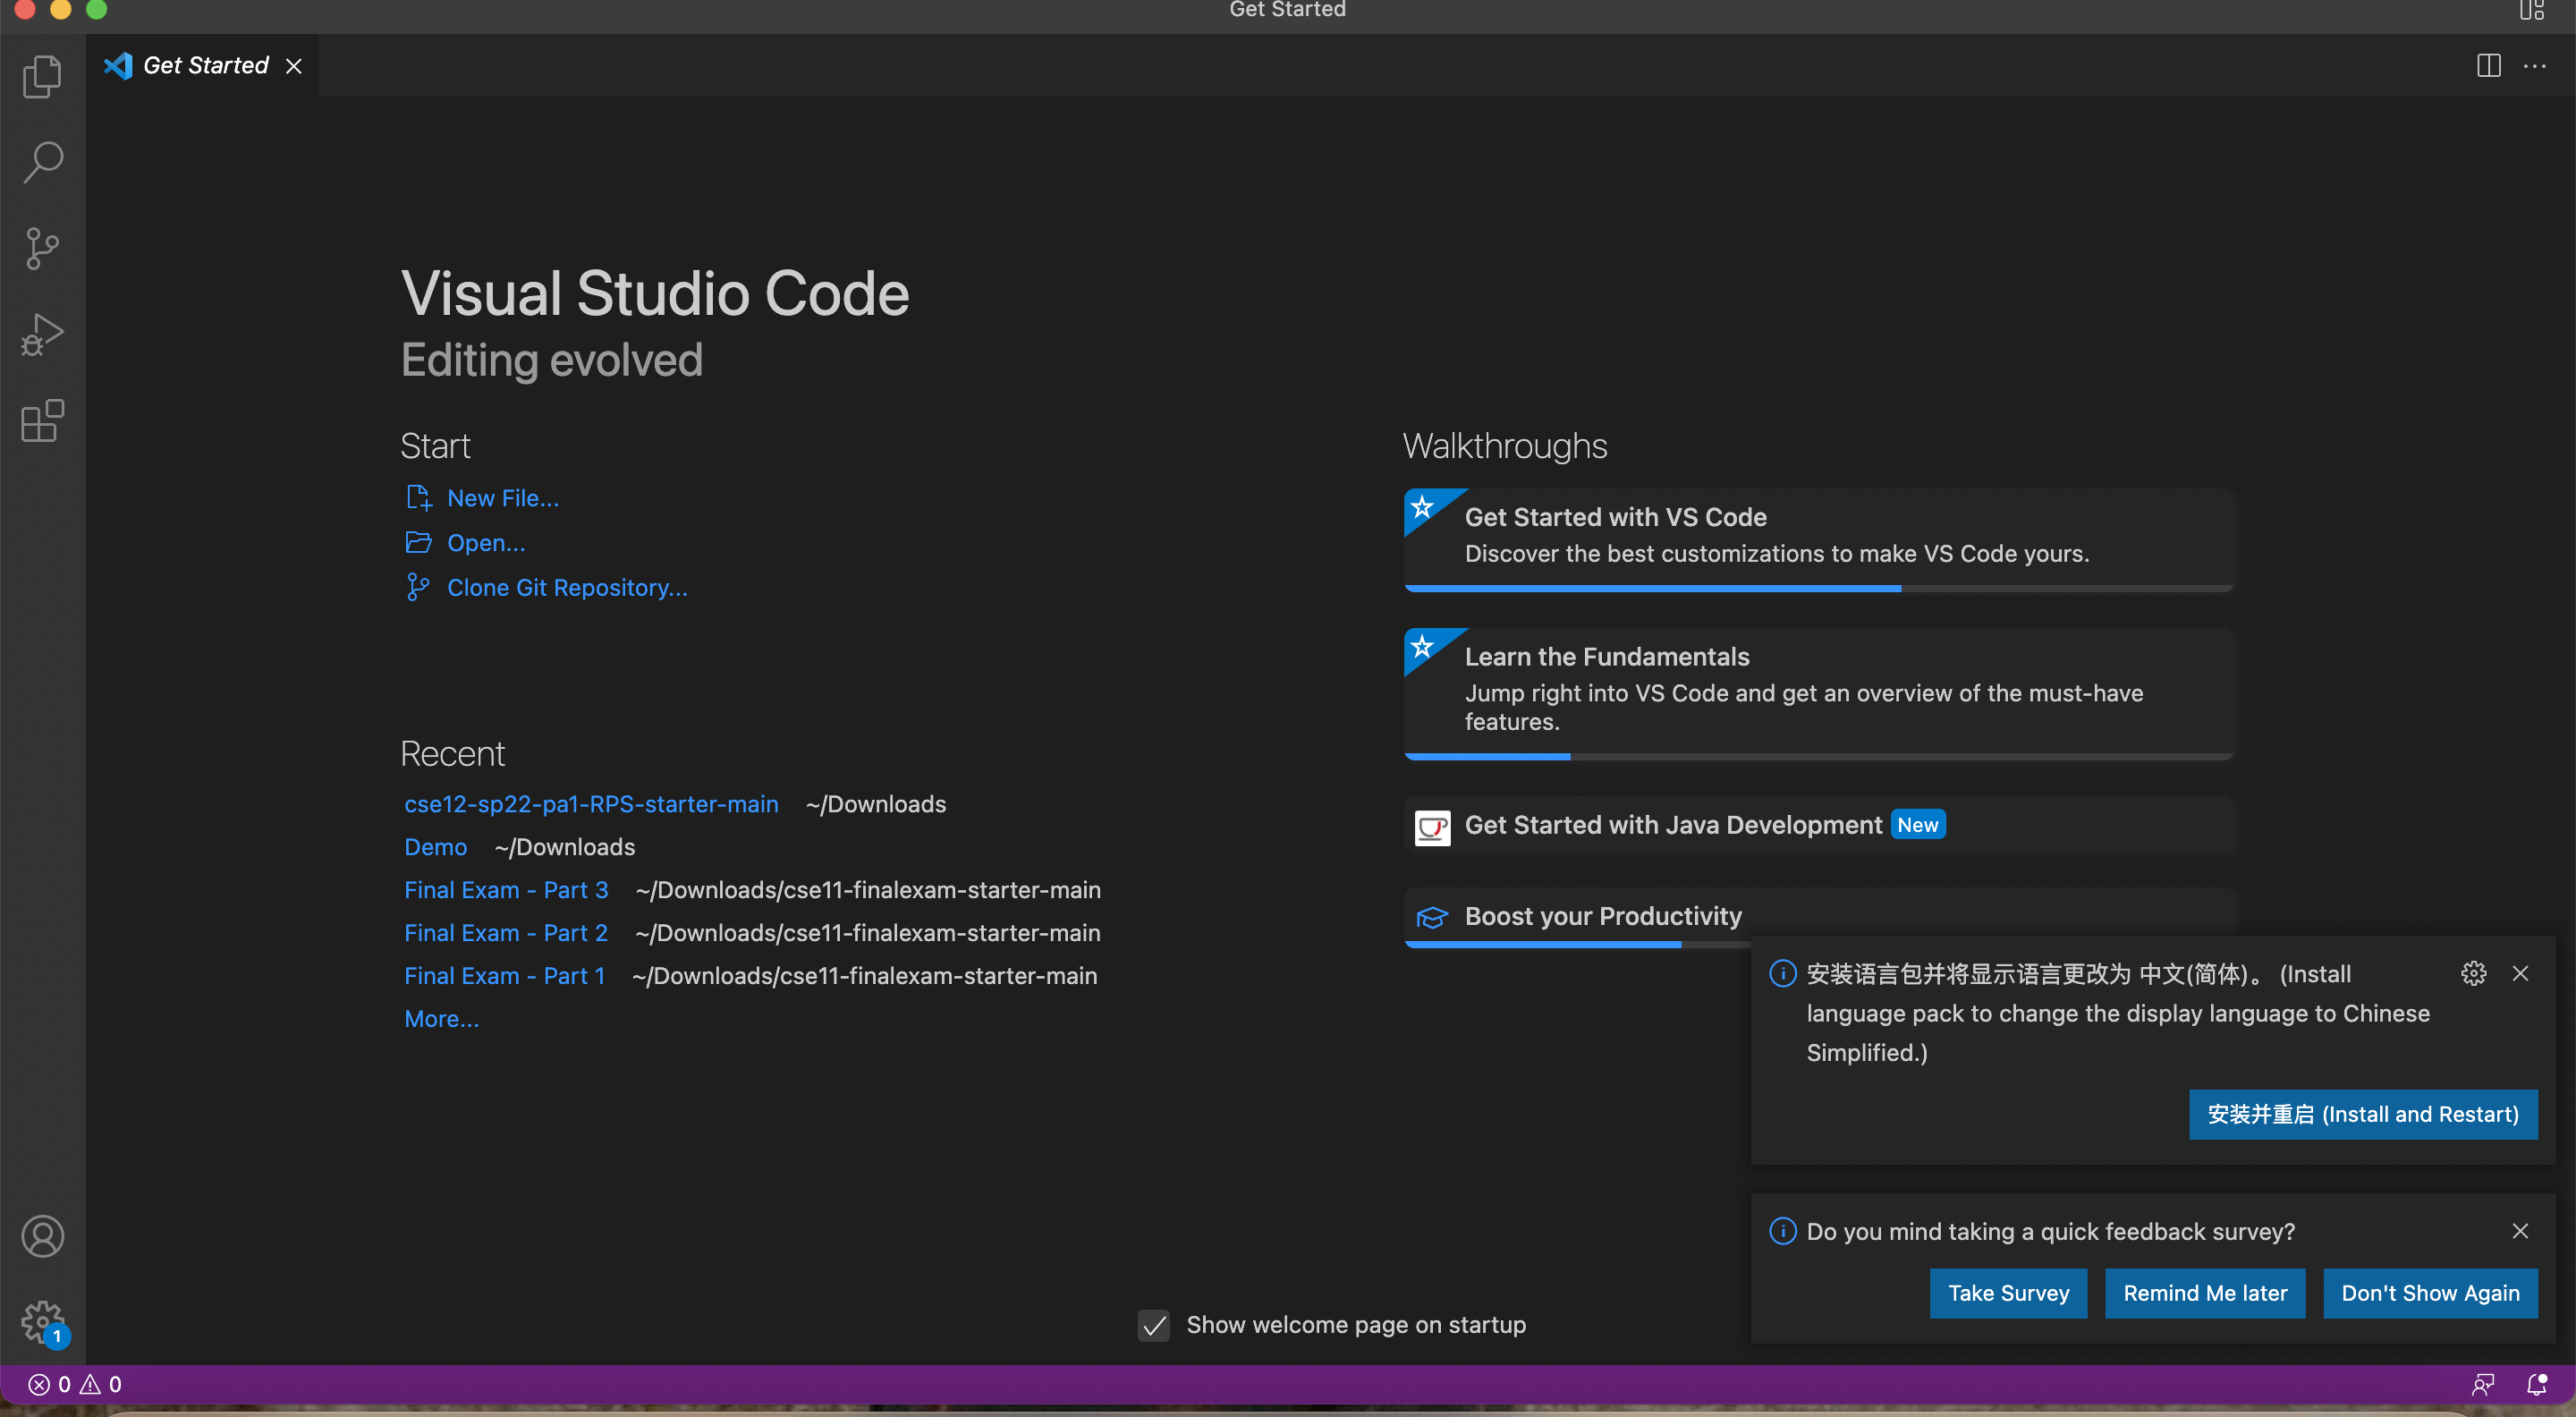 Get Started
Get Started
Visual Studio Code
Editing evolved
Start
New File...
Open...
Clone Git Repository...
Recent
cse12-sp22-pa1-RPS-starter-main ~/Downloads
Demo ~/Downloads
Final Exam - Part 3 ~/Downloads/cse11-finalexam-starter-main
Final Exam - Part 2 ~/Downloads/cse11-finalexam-starter-main
Final Exam - Part 1 ~/Downloads/cse11-finalexam-starter-main
More...
Walkthroughs
Get Started with VS Code
Discover the best customizations to make VS Code yours.
Learn the Fundamentals
Jump right into VS Code and get an overview of the must-have
features.
Get Started with Java Development New
Boost your Productivity
安装语言包并将显示语言更改为 中文(简体)。 (Install
language pack to change the display language to Chinese
Simplified.)
安装并重启 (Install and Restart)
Do you mind taking a quick feedback survey?
Take Survey Remind Me later Don't Show Again
Show welcome page on startup
1
0 0